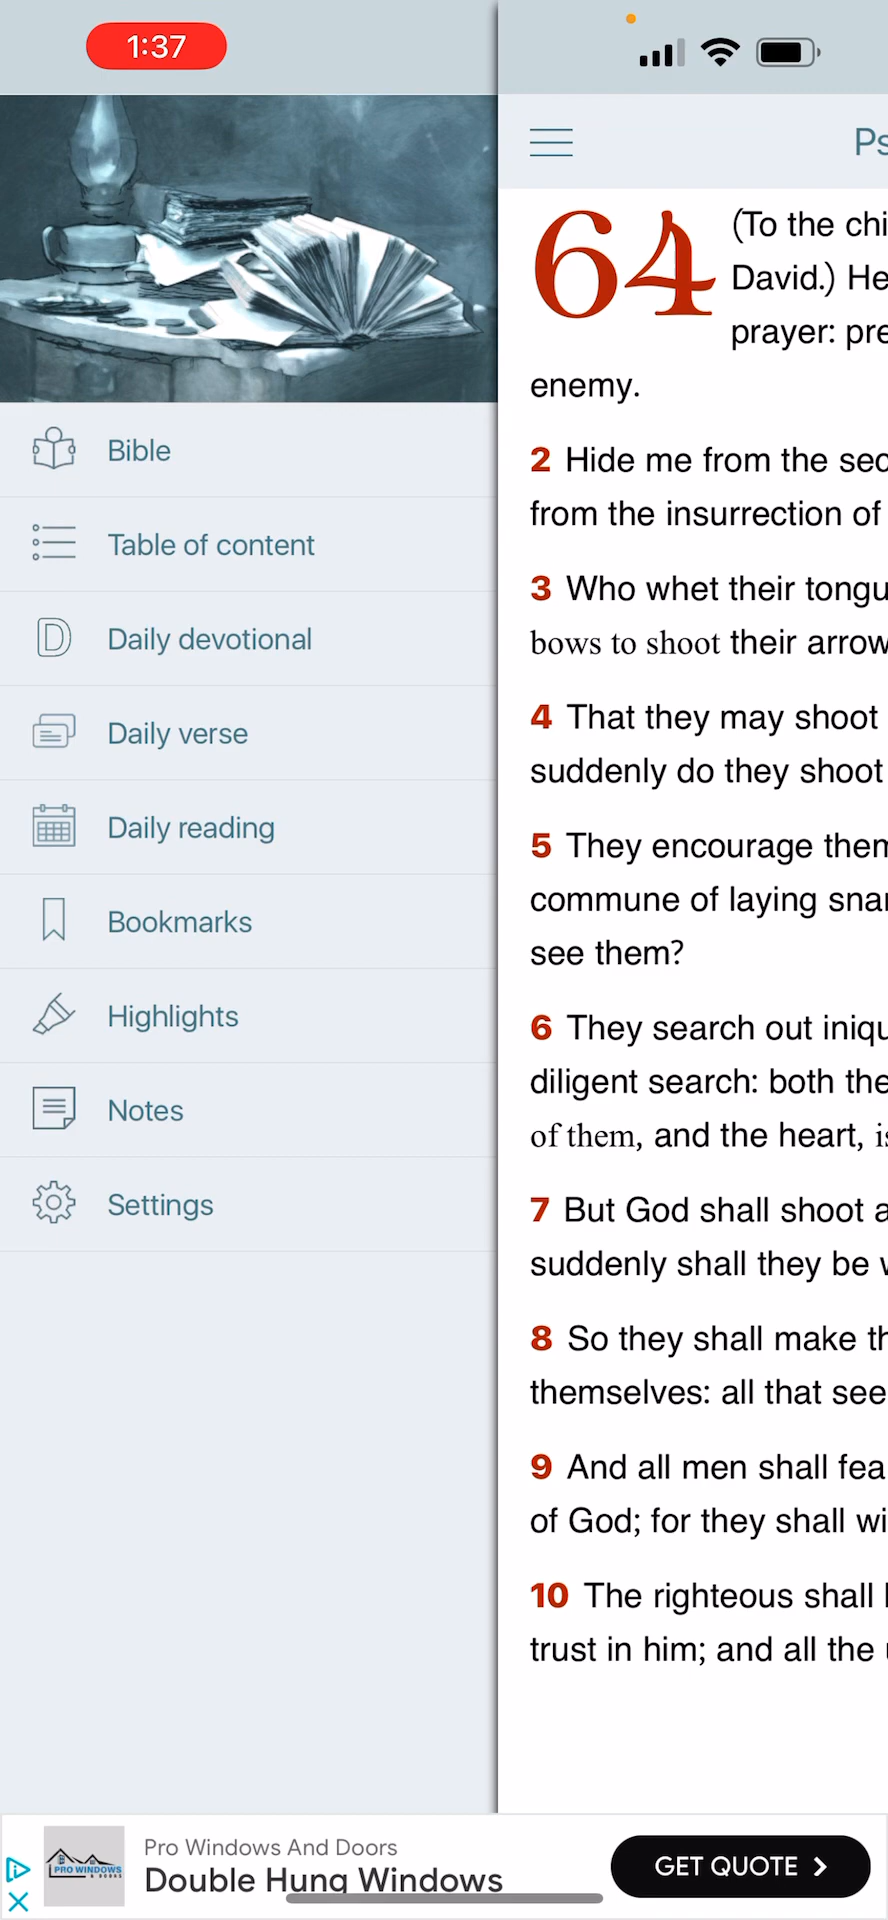 1:37
Bible
Table of content
Daily devotional
Daily verse
Daily reading
Bookmarks
Highlights
Notes
Settings
Ps
64 (To the chi
David.) He
prayer: pre
enemy.
2 Hide me from the sec
from the insurrection of
3 Who whet their tongu
bows to shoot their arrow
4 That they may shoot
suddenly do they shoot
5 They encourage them
commune of laying snar
see them?
6 They search out iniqu
diligent search: both the
of them, and the heart, is
7 But God shall shoot a
suddenly shall they be w
8 So they shall make th
themselves: all that see
9 And all men shall fea
of God; for they shall wi
10 The righteous shall
trust in him; and all the
PRO WINDOWS
& DOORS
Pro Windows And Doors
Double Hung Windows
GET QUOTE